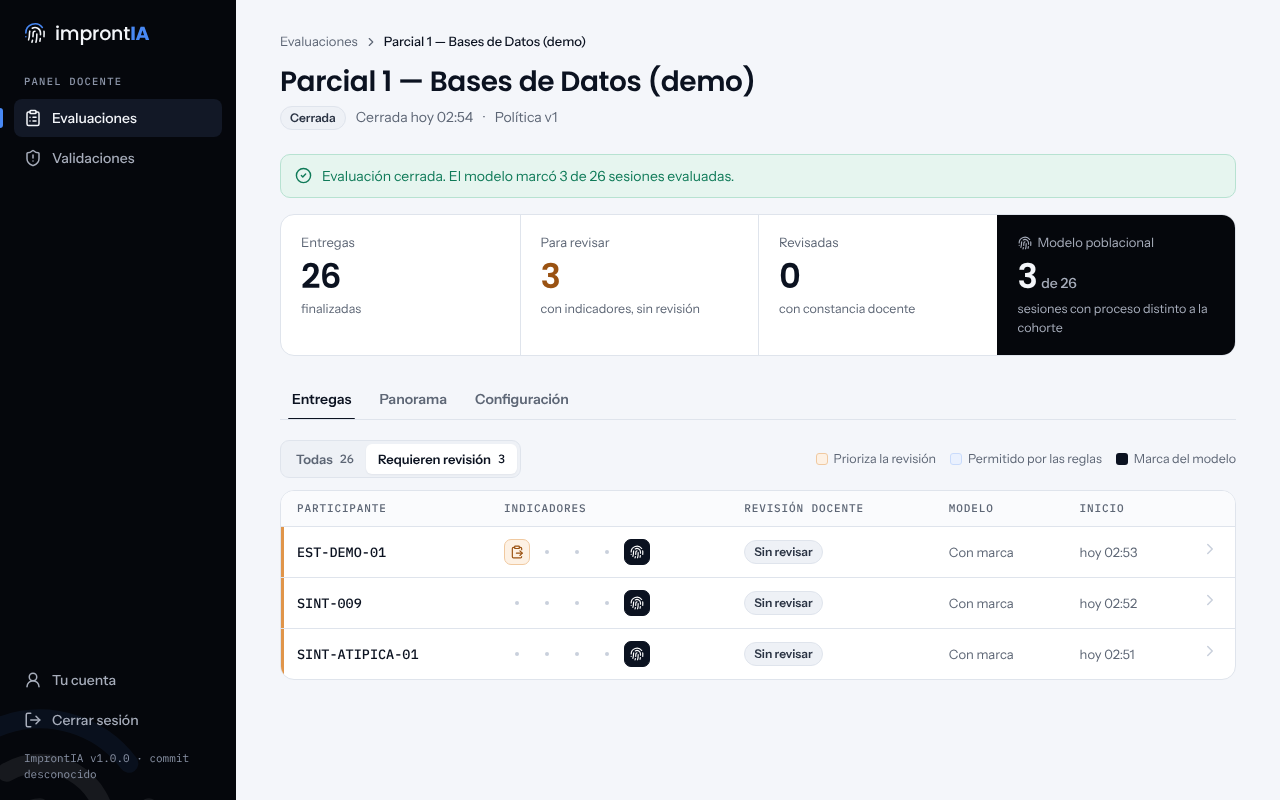 improntIA
PANEL DOCENTE
Evaluaciones
Validaciones
Tu cuenta
Cerrar sesión
ImprontIA v1.0.0 · commit
desconocido
Evaluaciones > Parcial 1 — Bases de Datos (demo)
Parcial 1 — Bases de Datos (demo)
Cerrada Cerrada hoy 02:54 · Política v1
Evaluación cerrada. El modelo marcó 3 de 26 sesiones evaluadas.
Entregas
26
finalizadas
Para revisar
3
con indicadores, sin revisión
Revisadas
0
con constancia docente
Modelo poblacional
3 de 26
sesiones con proceso distinto a la
cohorte
Entregas Panorama Configuración
Todas 26 Requieren revisión 3
Prioriza la revisión Permitido por las reglas Marca del modelo
PARTICIPANTE INDICADORES REVISIÓN DOCENTE MODELO INICIO
EST-DEMO-01 Sin revisar Con marca hoy 02:53
SINT-009 Sin revisar Con marca hoy 02:52
SINT-ATIPICA-01 Sin revisar Con marca hoy 02:51